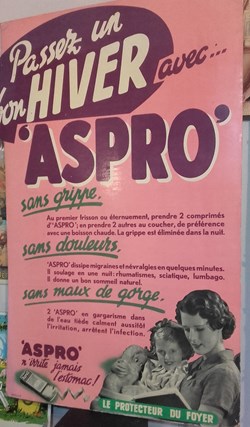 Passez un
bon HIVER avec...
'ASPRO'
sans grippe.
Au premier frisson ou éternuement, prendre 2 comprimés
d'"ASPRO"; en prendre 2 autres au coucher, de préférence
avec une boisson chaude. La grippe est éliminée dans la nuit.
sans douleurs.
'ASPRO' dissipe migraines et névralgies en quelques minutes.
Il soulage en une nuit: rhumatismes, sciatique, lumbago.
Il donne un bon sommeil naturel.
sans maux de gorge.
2 'ASPRO' en gargarisme dans
de l'eau tiède calment aussitôt
l'irritation, arrêtent l'infection.
'ASPRO'
n'irrite jamais
l'estomac!
LE PROTECTEUR DU FOYER